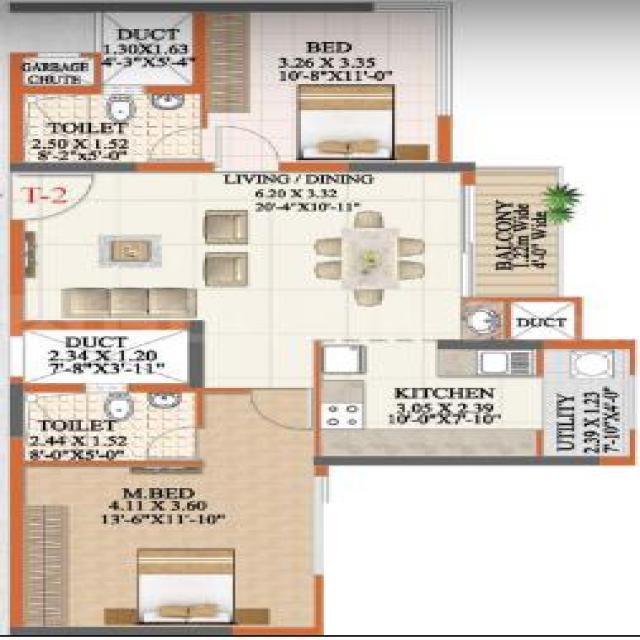 DUCT
1.30X1.63
4'-3"X5'-4"
GARBAGE
CHUTE
BED
3.26 X 3.35
10'-8"X11'-0"
TOILET
2.50 X 1.52
8'-2"x5'-0"
T-2
LIVING / DINING
6.20 X 3.32
20'-4"X10'-11"
BALCONY
1.22m Wide
4'-0" Wide
DUCT
DUCT
2.34 X 1.20
7'-8"X3'-11"
KITCHEN
3.05 X 2.39
10'-0"X7'-10"
UTILITY
2.39 X 1.23
7'-10"X4'-0"
TOILET
2.44 X 1.52
8'-0"X5'-0"
M.BED
4.11 X 3.60
13'-6"X11'-10"